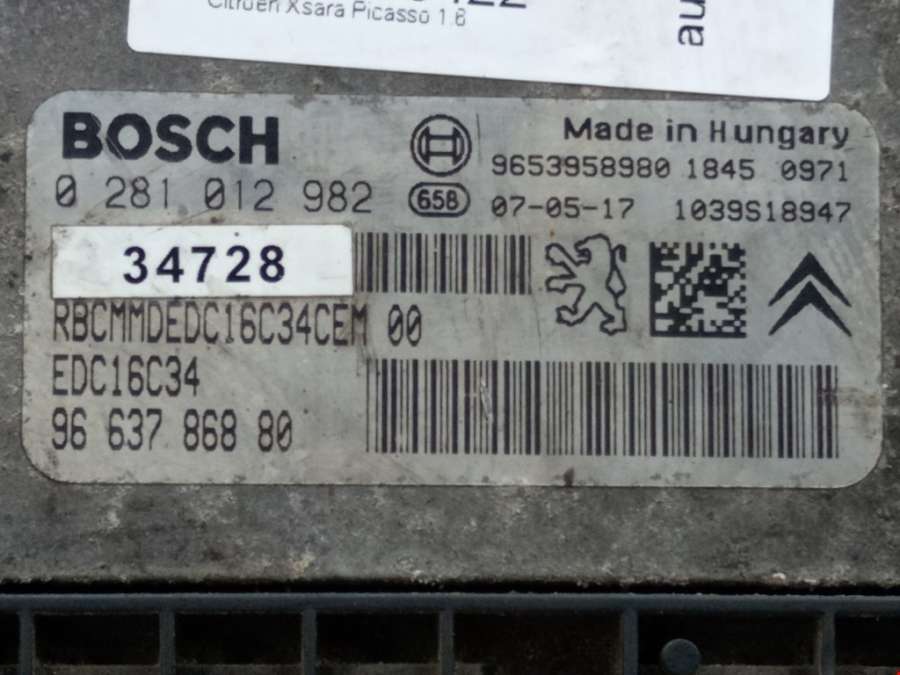 Citroen Xsara Picasso 1.6
au
BOSCH
Made in Hungary
9653958980 1845 0971
0 281 012 982
658
07-05-17 1039S18947
34728
RBCMMDEDC16C34CEM 00
EDC16C34
96 637 868 80